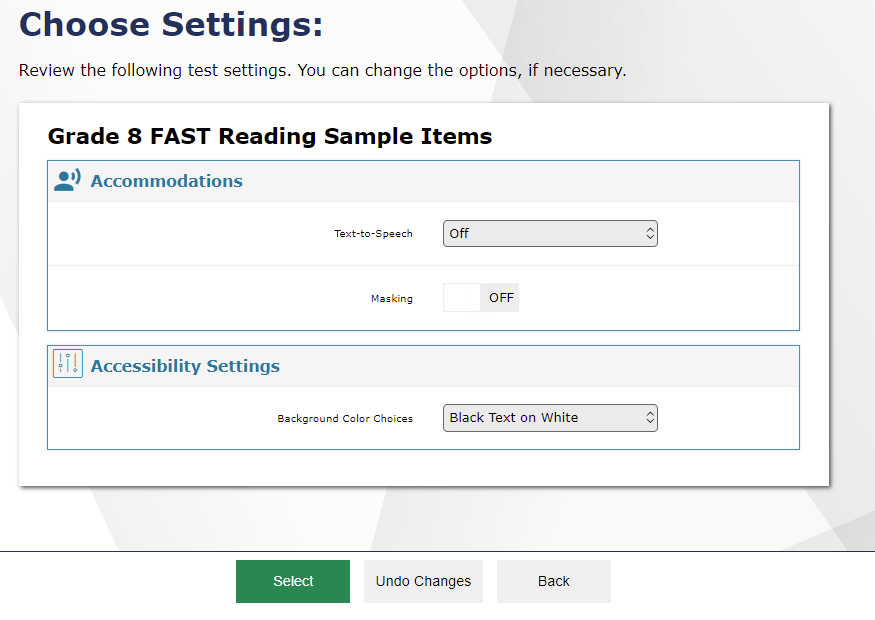 Choose Settings:
Review the following test settings. You can change the options, if necessary.
Grade 8 FAST Reading Sample Items
Accommodations
Text-to-Speech Off
Masking OFF
Accessibility Settings
Background Color Choices Black Text on White
Select Undo Changes Back